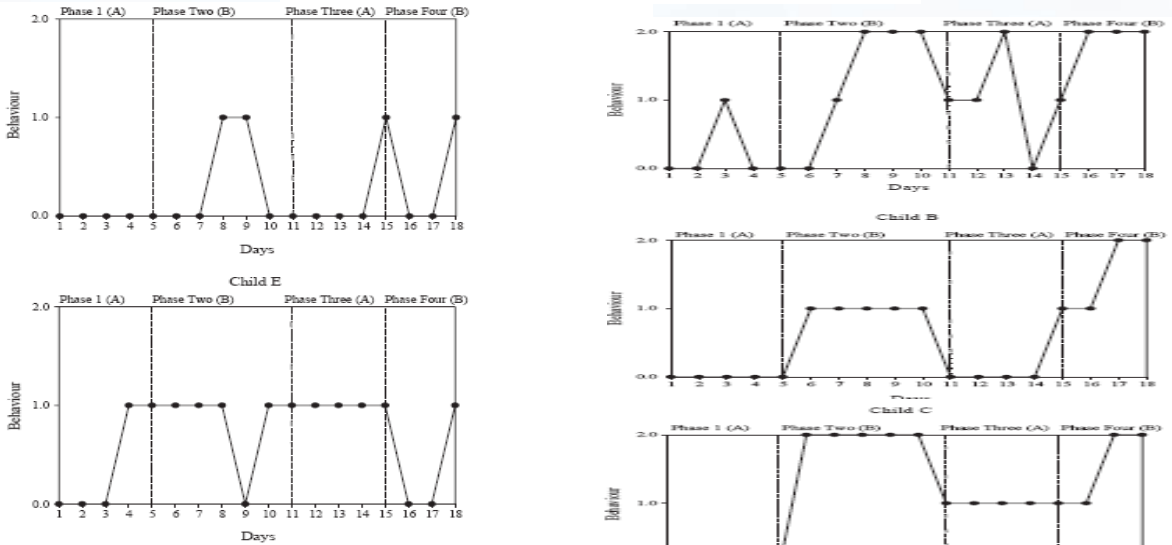 Phase 1 (A) Phase Two (B) Phase Three (A) Phase Four (B)
2.0
1.0
0.0
Behaviour
1 2 3 4 5 6 7 8 9 10 11 12 13 14 15 16 17 18
Days
Child E
Phase 1 (A) Phase Two (B) Phase Three (A) Phase Four (B)
2.0
1.0
0.0
Behaviour
1 2 3 4 5 6 7 8 9 10 11 12 13 14 15 16 17 18
Days
Phase 1 (A) Phase Two (B) Phase Three (A) Phase Four (B)
2.0
1.0
0.0
Behaviour
1 2 3 4 5 6 7 8 9 10 11 12 13 14 15 16 17 18
Days
Child B
Phase 1 (A) Phase Two (B) Phase Three (A) Phase Four (B)
2.0
1.0
0.0
Behaviour
1 2 3 4 5 6 7 8 9 10 11 12 13 14 15 16 17 18
Child C
Phase 1 (A) Phase Two (B) Phase Three (A) Phase Four (B)
2.0
1.0
Behaviour